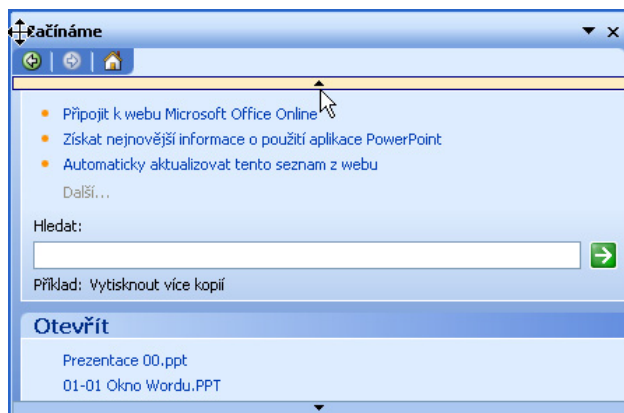 Začínáme
Připojit k webu Microsoft Office Online
Získat nejnovější informace o použití aplikace PowerPoint
Automaticky aktualizovat tento seznam z webu
Další...
Hledat:
Příklad: Vytisknout více kopií
Otevřít
Prezentace 00.ppt
01-01 Okno Wordu.PPT